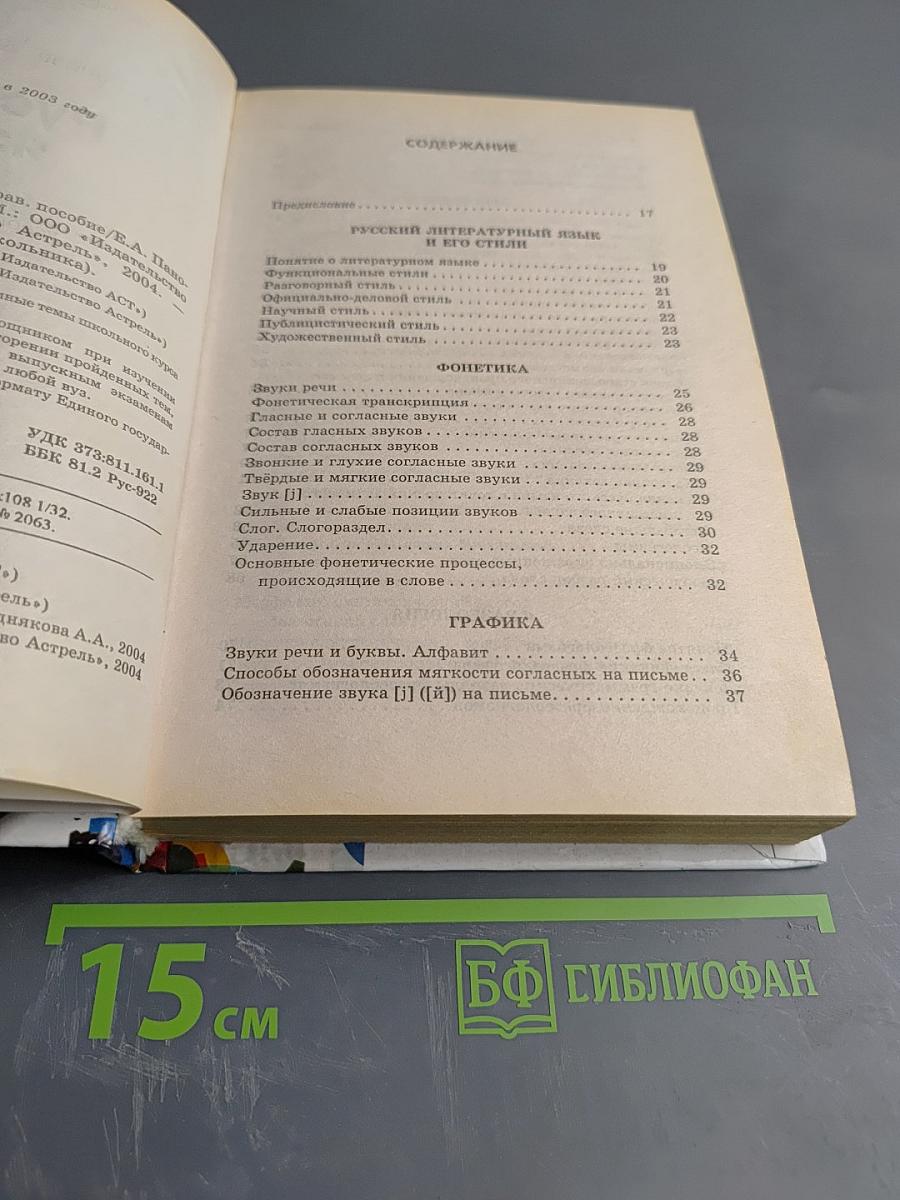 в 2003 году
рав. пособие/Е.А. Пано-
М.: ООО «Издательство
Астрель», 2004. —
кольника).
Издательство АСТ»)
Издательство Астрель»)
ные темы школьного курса
ощником при изучении
торении пройденных тем,
выпускным экзаменам
любой вуз.
ормату Единого государ-
УДК 373:811.161.1
ББК 81.2 Рус-922
108 1/32.
№ 2063.
»)
рель»)
днякова А.А., 2004
во Астрель», 2004
СОДЕРЖАНИЕ
Предисловие . . . . . . . . . . 17
РУССКИЙ ЛИТЕРАТУРНЫЙ ЯЗЫК
И ЕГО СТИЛИ
Понятие о литературном языке . . . . . . . . . . 19
Функциональные стили . . . . . . . . . . 20
Разговорный стиль . . . . . . . . . . 21
Официально-деловой стиль . . . . . . . . . . 21
Научный стиль . . . . . . . . . . 22
Публицистический стиль . . . . . . . . . . 23
Художественный стиль . . . . . . . . . . 23
ФОНЕТИКА
Звуки речи . . . . . . . . . . 25
Фонетическая транскрипция . . . . . . . . . . 26
Гласные и согласные звуки . . . . . . . . . . 28
Состав гласных звуков . . . . . . . . . . 28
Состав согласных звуков . . . . . . . . . . 28
Звонкие и глухие согласные звуки . . . . . . . . . . 29
Твёрдые и мягкие согласные звуки . . . . . . . . . . 29
Звук [j] . . . . . . . . . . 29
Сильные и слабые позиции звуков . . . . . . . . . . 29
Слог. Слогораздел . . . . . . . . . . 30
Ударение . . . . . . . . . . 32
Основные фонетические процессы,
происходящие в слове . . . . . . . . . . 32
ГРАФИКА
Звуки речи и буквы. Алфавит . . . . . . . . . . 34
Способы обозначения мягкости согласных на письме . . 36
Обозначение звука [j] ([й]) на письме . . . . . . . . . . 37
15 см
БФ БИБЛИОФАН